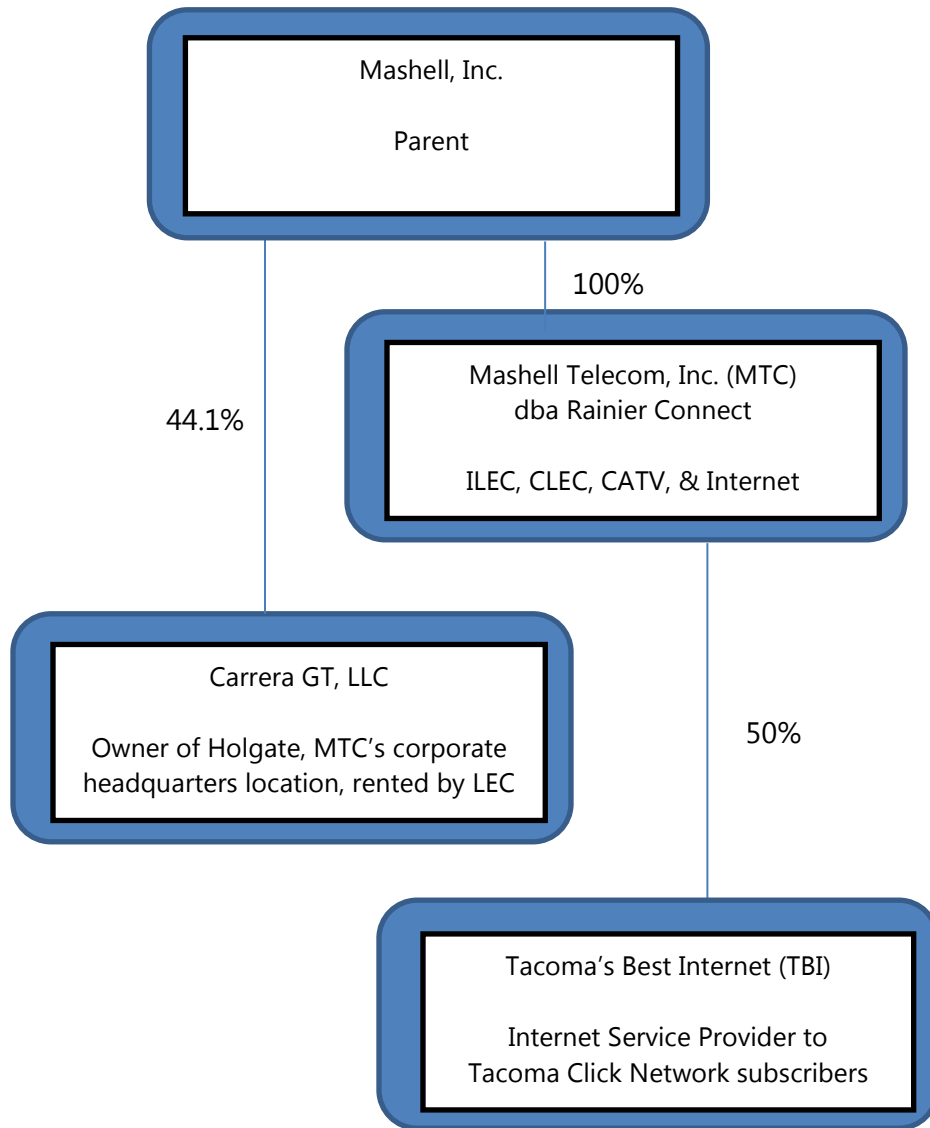 Mashell, Inc.
Parent
100%
Mashell Telecom, Inc. (MTC)
dba Rainier Connect
ILEC, CLEC, CATV, & Internet
44.1%
Carrera GT, LLC
Owner of Holgate, MTC’s corporate
headquarters location, rented by LEC
50%
Tacoma’s Best Internet (TBI)
Internet Service Provider to
Tacoma Click Network subscribers